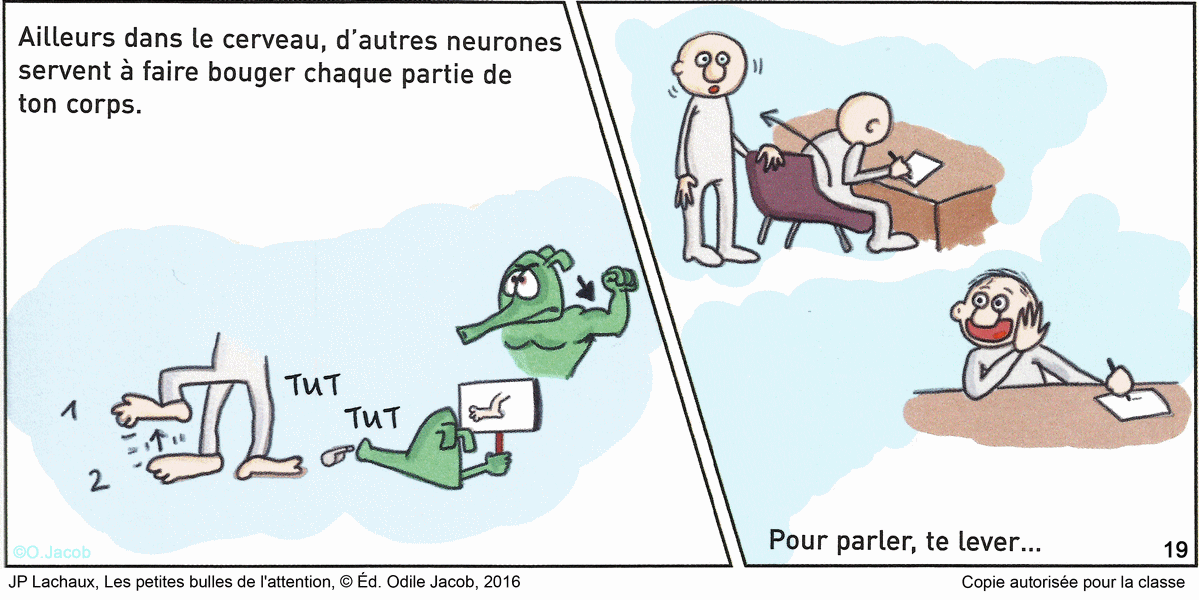 Ailleurs dans le cerveau, d'autres neurones
servent à faire bouger chaque partie de
ton corps.
1
2
TUT
TUT
©O.Jacob
Pour parler, te lever...
19
JP Lachaux, Les petites bulles de l'attention, © Éd. Odile Jacob, 2016
Copie autorisée pour la classe